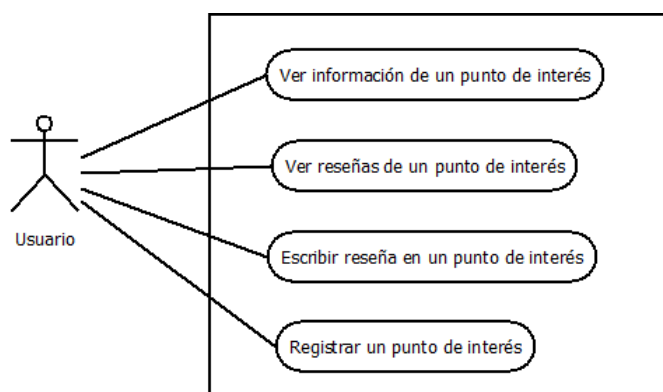 Ver información de un punto de interés
Ver reseñas de un punto de interés
Usuario
Escribir reseña en un punto de interés
Registrar un punto de interés